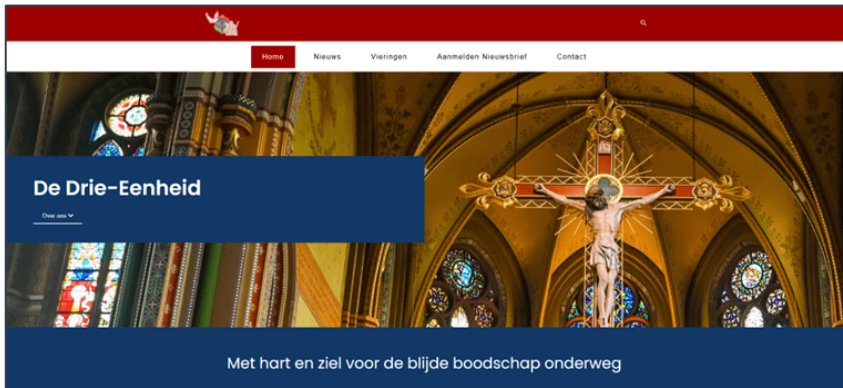 Home Nieuws Vieringen Aanmelden Nieuwsbrief Contact
De Drie-Eenheid
Over ons
Met hart en ziel voor de blijde boodschap onderweg